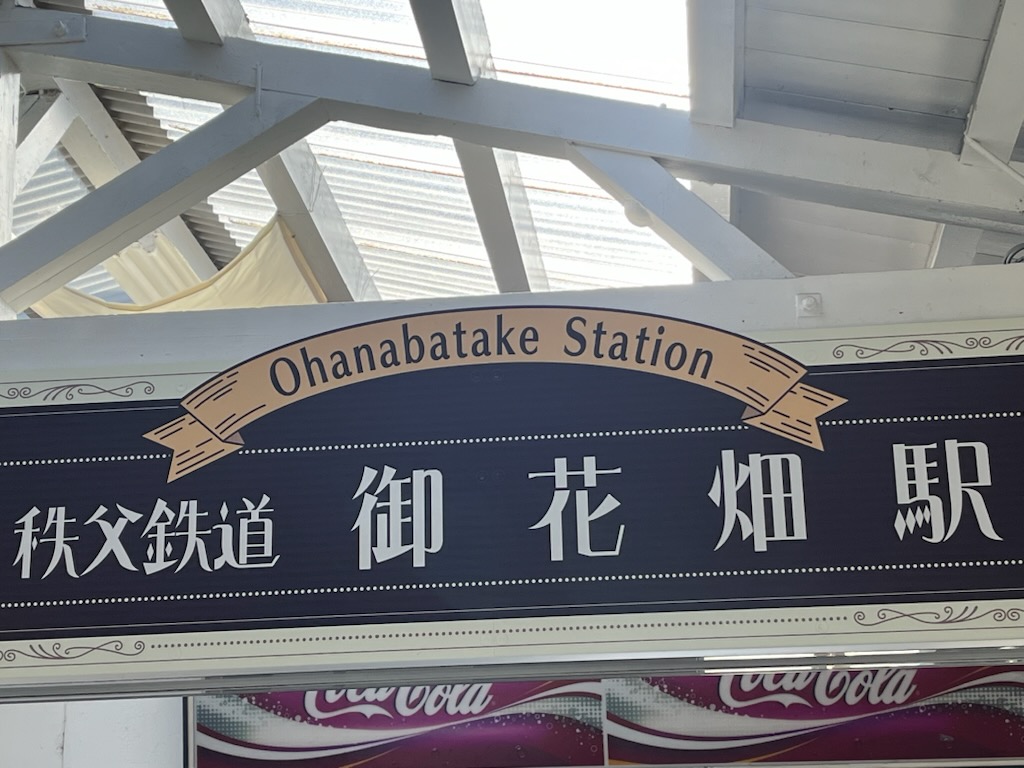 Ohanabatake Station
秩父鉄道 御花畑駅
Coca Cola Coca Cola